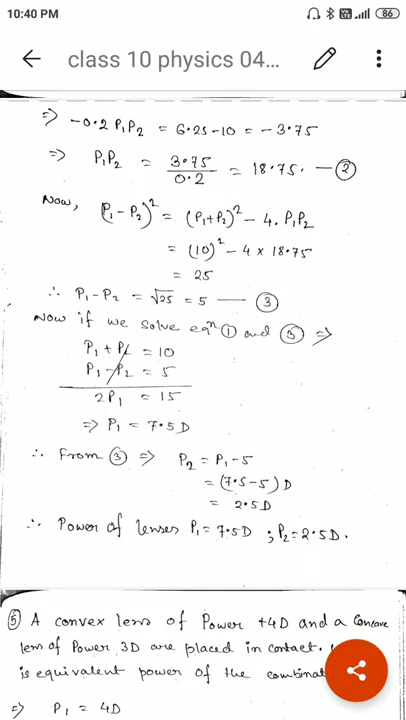 10:40 PM
86
class 10 physics 04...
⇒ -0.2 P₁P₂ = 6.25-10 = -3.75
⇒ P₁P₂ = 3.75/0.2 = 18.75. — ②
Now, (P₁-P₂)² = (P₁+P₂)² - 4. P₁P₂
= (10)² - 4 × 18.75
= 25
∴ P₁-P₂ = √25 = 5 — ③
Now if we solve eqⁿ ① and ③ ⇒
P₁ + P₂ = 10
P₁ - P₂ = 5
2P₁ = 15
⇒ P₁ = 7.5D
∴ From ③ ⇒ P₂ = P₁-5
= (7.5-5) D
= 2.5D
∴ Power of lenses P₁ = 7.5D ; P₂ = 2.5D.
⑤ A convex lens of Power +4D and a Concave
lens of Power 3D are placed in contact.
is equivalent power of the combinat
⇒ P₁ = 4D